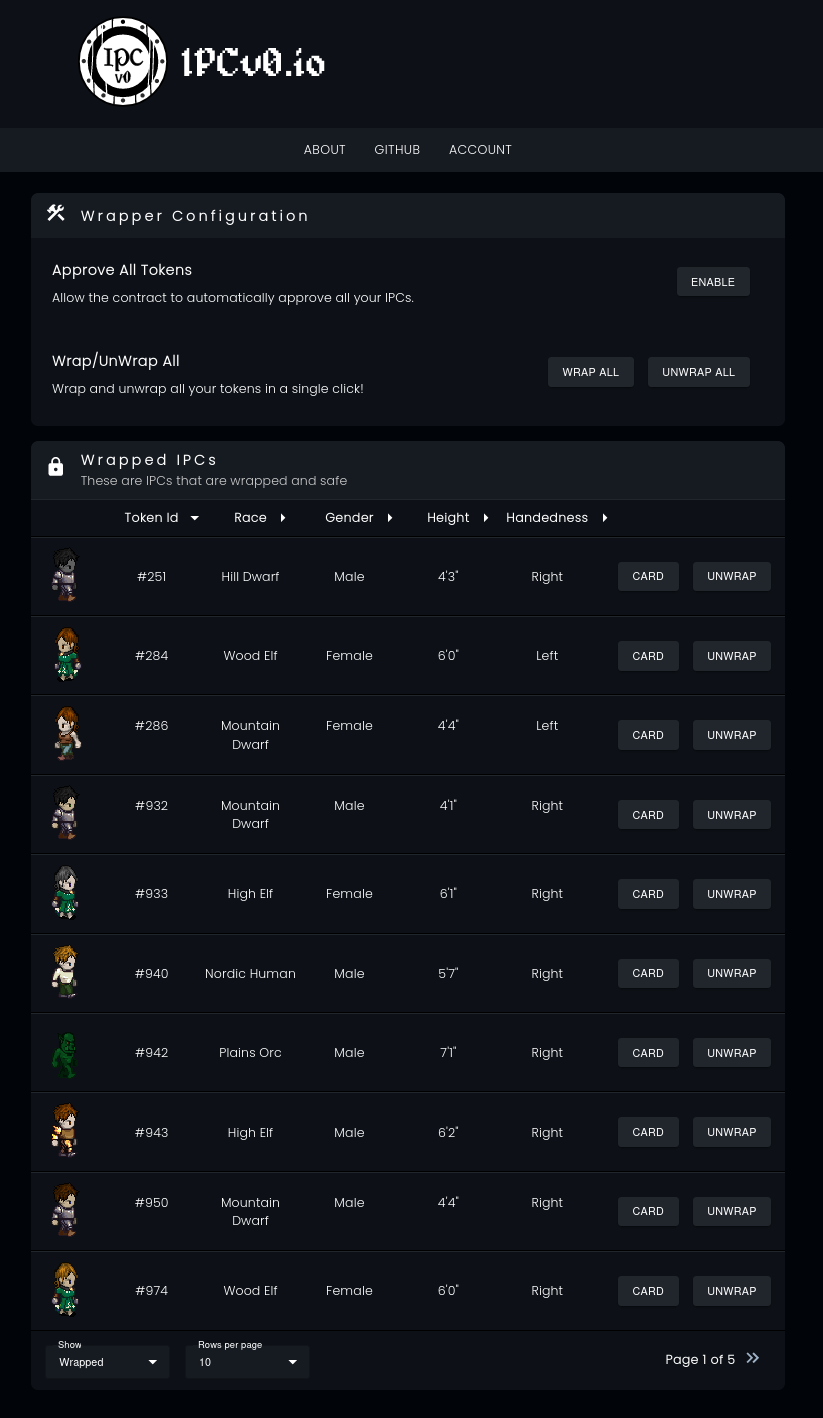 Ipc
v0
IPCv0.io
ABOUT GITHUB ACCOUNT
Wrapper Configuration
Approve All Tokens
Allow the contract to automatically approve all your IPCs.
ENABLE
Wrap/UnWrap All
Wrap and unwrap all your tokens in a single click!
WRAP ALL UNWRAP ALL
Wrapped IPCs
These are IPCs that are wrapped and safe
Token Id Race Gender Height Handedness
#251 Hill Dwarf Male 4'3" Right CARD UNWRAP
#284 Wood Elf Female 6'0" Left CARD UNWRAP
#286 Mountain Female 4'4" Left CARD UNWRAP
Dwarf
#932 Mountain Male 4'1" Right CARD UNWRAP
Dwarf
#933 High Elf Female 6'1" Right CARD UNWRAP
#940 Nordic Human Male 5'7" Right CARD UNWRAP
#942 Plains Orc Male 7'1" Right CARD UNWRAP
#943 High Elf Male 6'2" Right CARD UNWRAP
#950 Mountain Male 4'4" Right CARD UNWRAP
Dwarf
#974 Wood Elf Female 6'0" Right CARD UNWRAP
Show Rows per page
Wrapped 10 Page 1 of 5